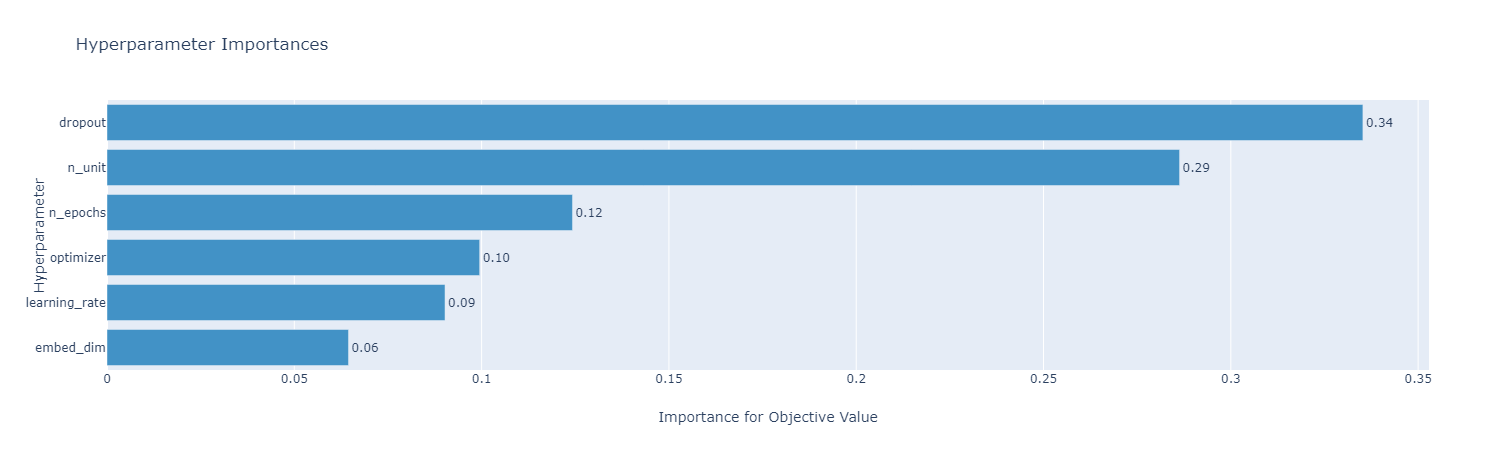 Hyperparameter Importances
Hyperparameter
dropout
0.34
n_unit
0.29
n_epochs
0.12
optimizer
0.10
learning_rate
0.09
embed_dim
0.06
0
0.05
0.1
0.15
0.2
0.25
0.3
0.35
Importance for Objective Value